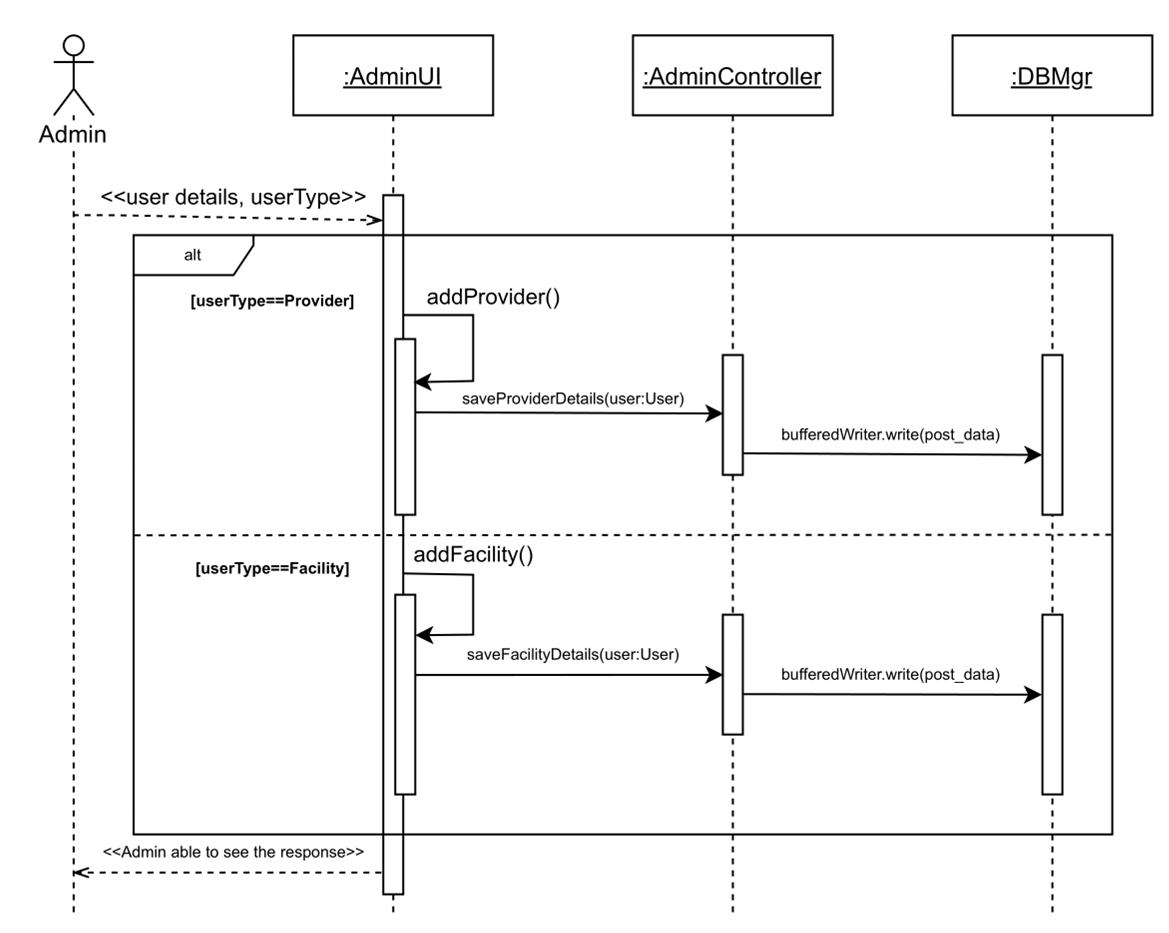 :AdminUI
:AdminController
:DBMgr
Admin
<<user details, userType>>
alt
[userType==Provider]
addProvider()
saveProviderDetails(user:User)
bufferedWriter.write(post_data)
addFacility()
[userType==Facility]
saveFacilityDetails(user:User)
bufferedWriter.write(post_data)
<<Admin able to see the response>>